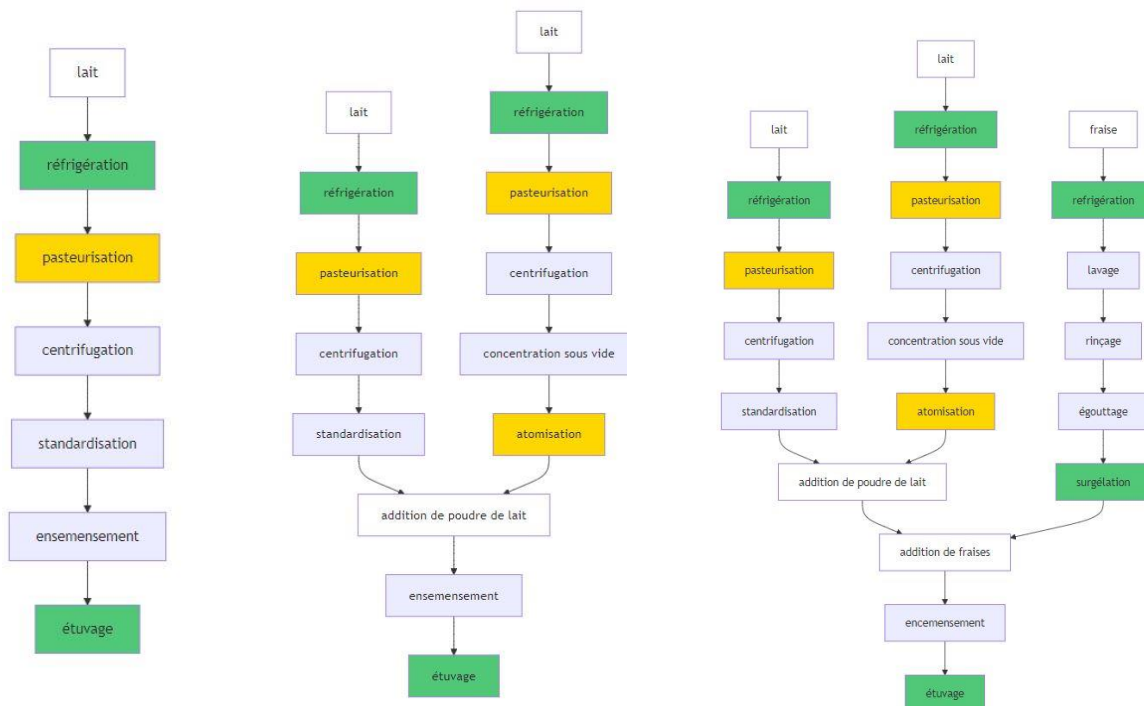 lait
réfrigération
pasteurisation
centrifugation
standardisation
ensemensement
étuvage
lait
lait
réfrigération
réfrigération
pasteurisation
pasteurisation
centrifugation
centrifugation
concentration sous vide
standardisation
atomisation
addition de poudre de lait
ensemensement
étuvage
lait
lait
réfrigération
fraise
réfrigération
pasteurisation
refrigération
pasteurisation
centrifugation
lavage
centrifugation
concentration sous vide
rinçage
standardisation
atomisation
égouttage
addition de poudre de lait
surgélation
addition de fraises
encemensement
étuvage